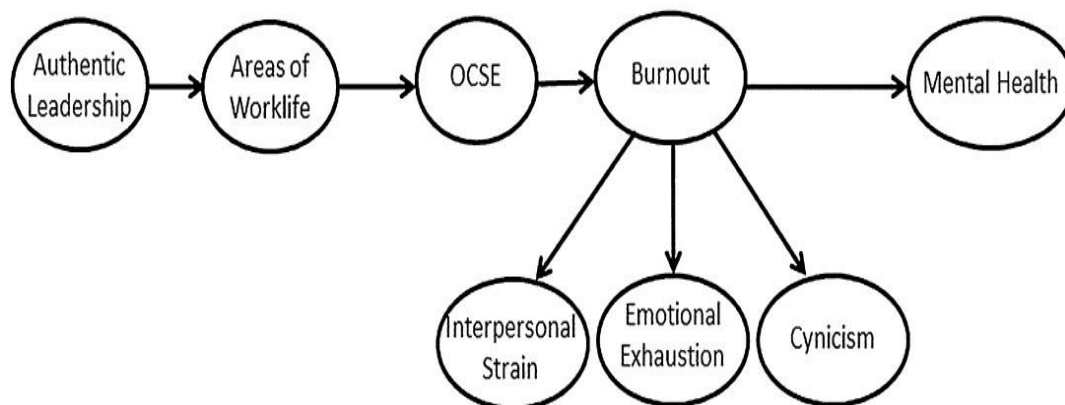 Authentic
Leadership
Areas of
Worklife
OCSE
Burnout
Mental Health
Interpersonal
Strain
Emotional
Exhaustion
Cynicism